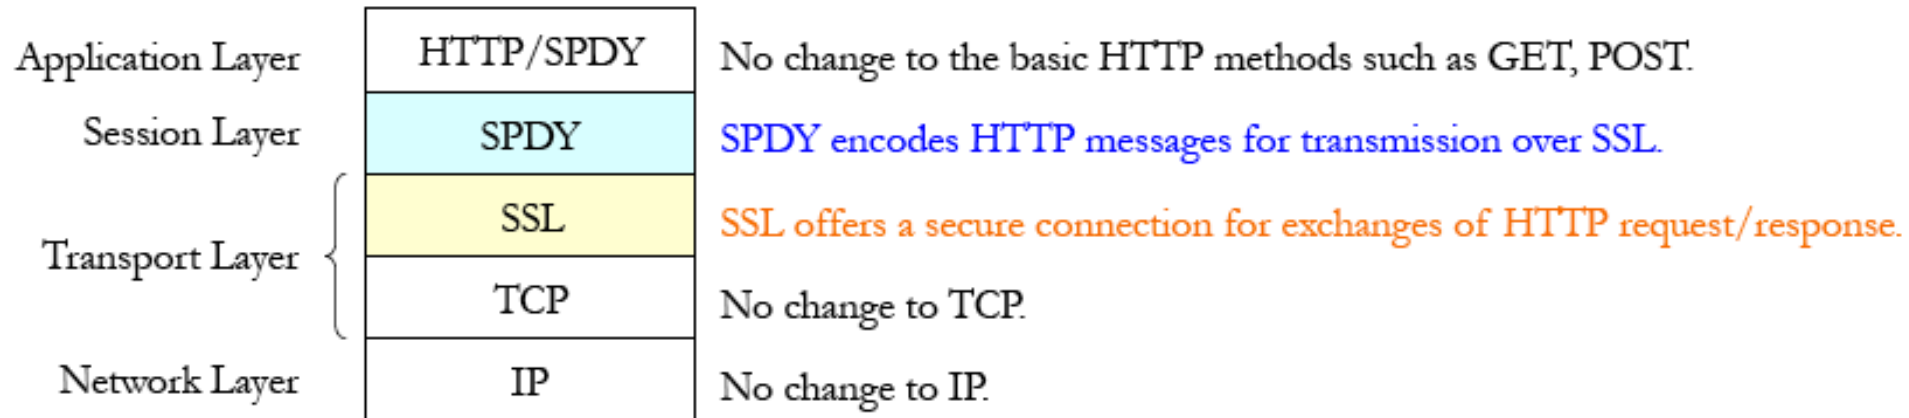 Application Layer HTTP/SPDY No change to the basic HTTP methods such as GET, POST.
Session Layer SPDY SPDY encodes HTTP messages for transmission over SSL.
SSL SSL offers a secure connection for exchanges of HTTP request/response.
Transport Layer
TCP No change to TCP.
Network Layer IP No change to IP.